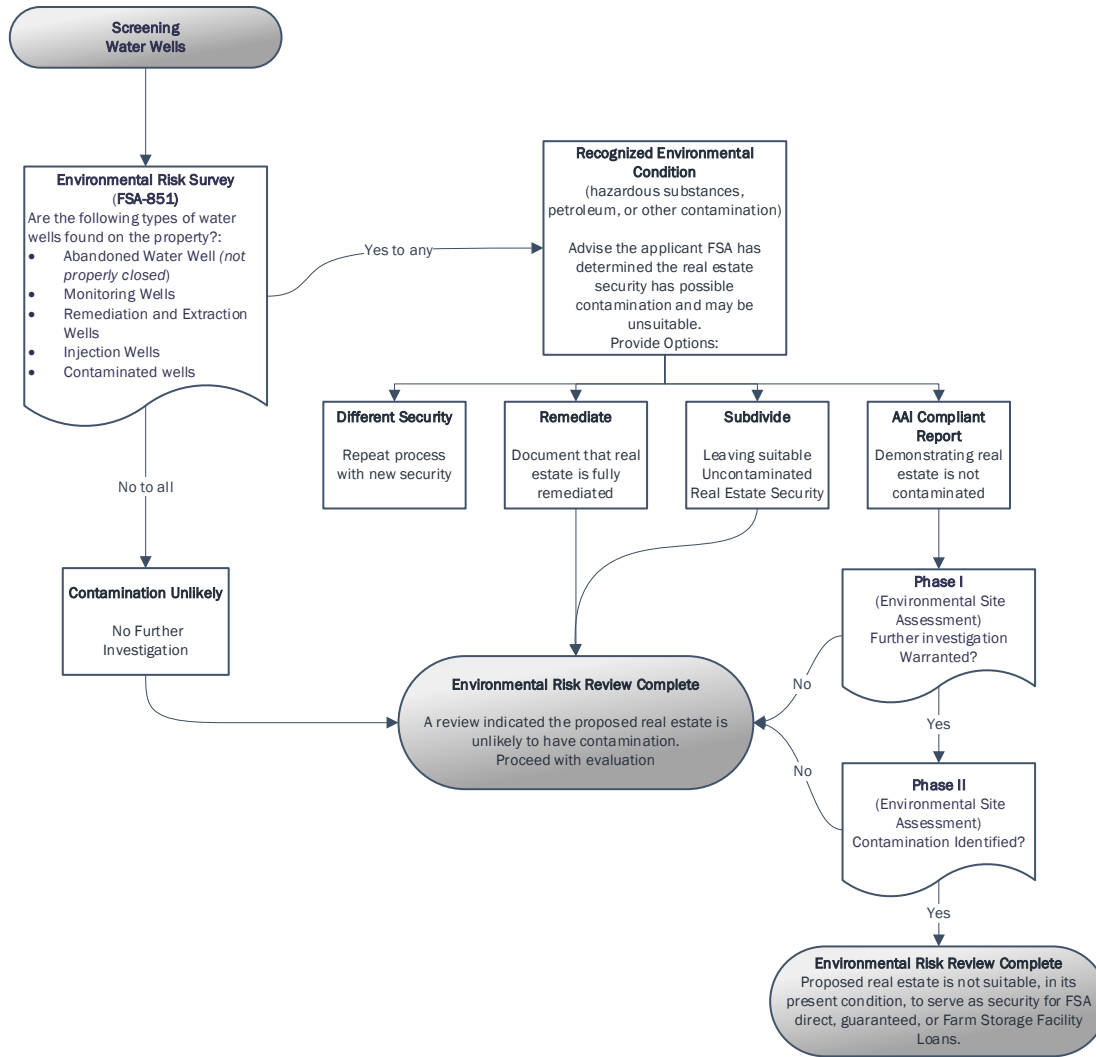 Screening
Water Wells
Environmental Risk Survey
(FSA-851)
Are the following types of water
wells found on the property?:
• Abandoned Water Well (not
properly closed)
• Monitoring Wells
• Remediation and Extraction
Wells
• Injection Wells
• Contaminated wells
Yes to any
Recognized Environmental
Condition
(hazardous substances,
petroleum, or other contamination)
Advise the applicant FSA has
determined the real estate
security has possible
contamination and may be
unsuitable.
Provide Options:
Different Security
Repeat process
with new security
Remediate
Document that real
estate is fully
remediated
Subdivide
Leaving suitable
Uncontaminated
Real Estate Security
AAI Compliant
Report
Demonstrating real
estate is not
contaminated
No to all
Contamination Unlikely
No Further
Investigation
Phase I
(Environmental Site
Assessment)
Further investigation
Warranted?
No
Yes
Environmental Risk Review Complete
A review indicated the proposed real estate is
unlikely to have contamination.
Proceed with evaluation
No
Phase II
(Environmental Site
Assessment)
Contamination Identified?
Yes
Environmental Risk Review Complete
Proposed real estate is not suitable, in its
present condition, to serve as security for FSA
direct, guaranteed, or Farm Storage Facility
Loans.